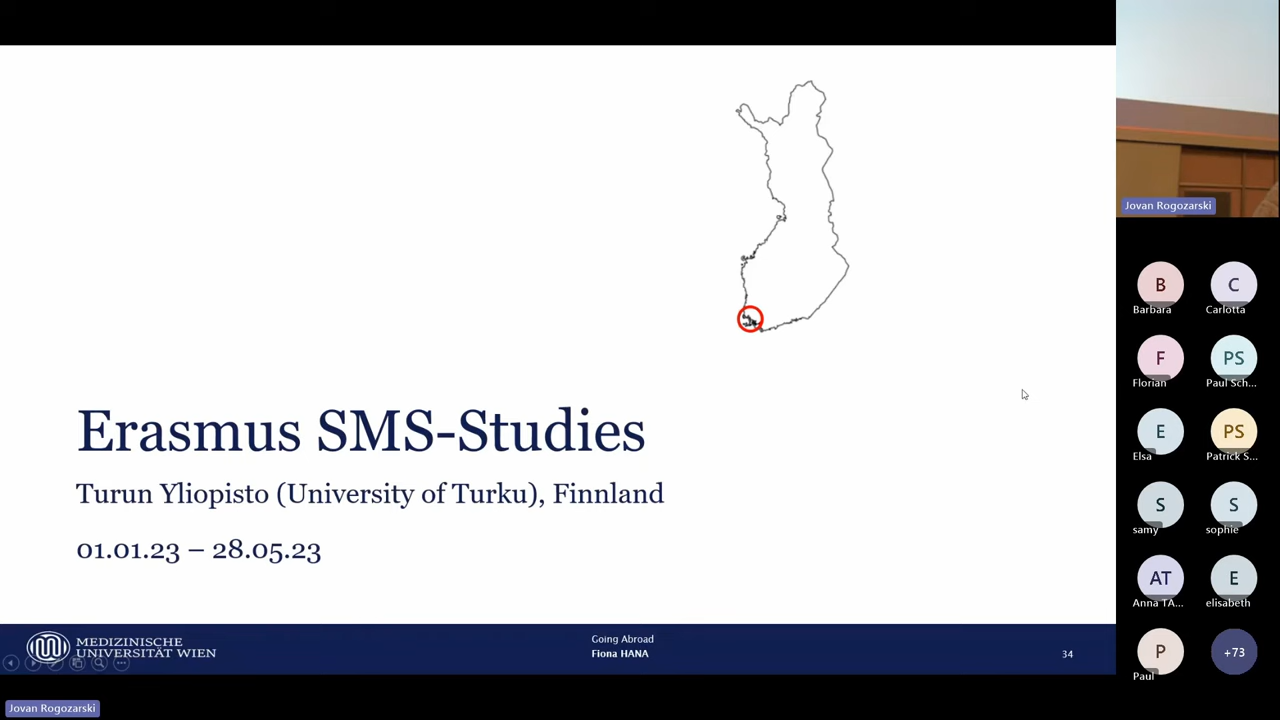 Erasmus SMS-Studies
Turun Yliopisto (University of Turku), Finnland
01.01.23 – 28.05.23
MEDIZINISCHE
UNIVERSITÄT WIEN
Going Abroad
Fiona HANA
34
Jovan Rogozarski
Jovan Rogozarski
B
Barbara
C
Carlotta
F
Florian
PS
Paul Sch...
E
Elsa
PS
Patrick S...
S
samy
S
sophie
AT
Anna TA...
E
elisabeth
P
Paul
+73